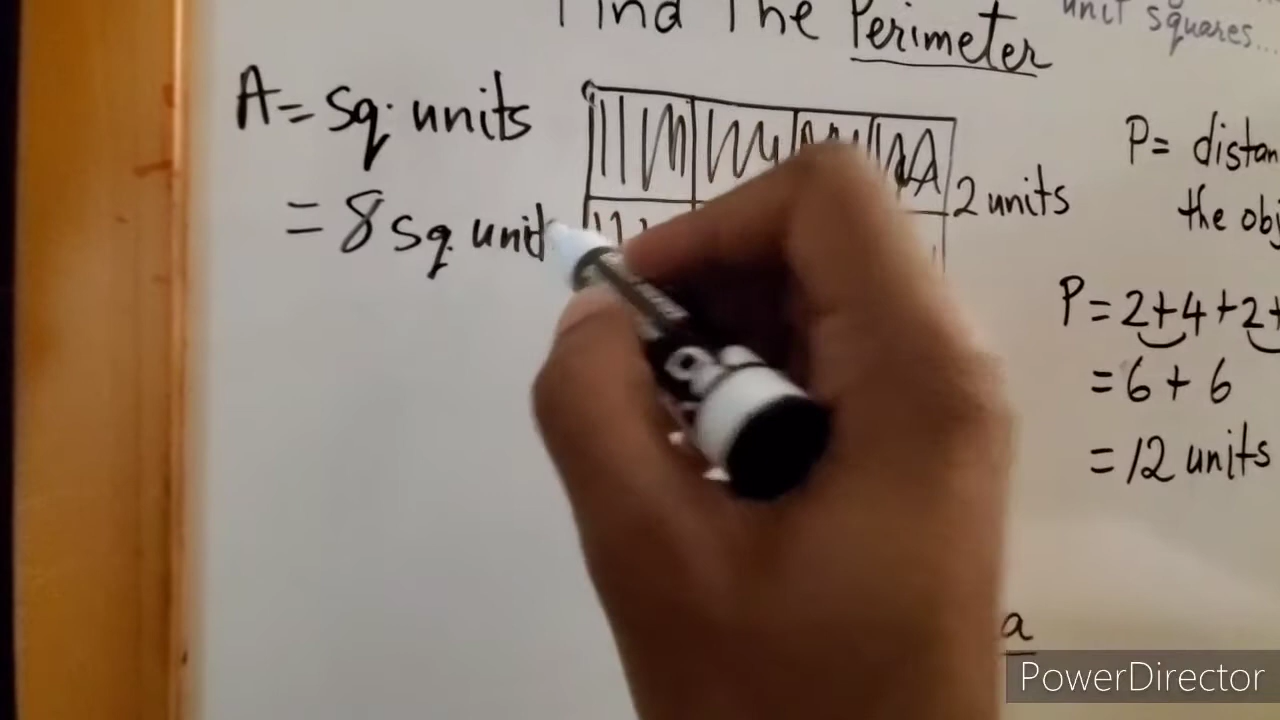 Find The Perimeter
unit squares...
A= Sq. units
= 8 Sq. unit
2 units
P= distan
the obj
P= 2+4+2+
= 6 + 6
= 12 units
a
PowerDirector